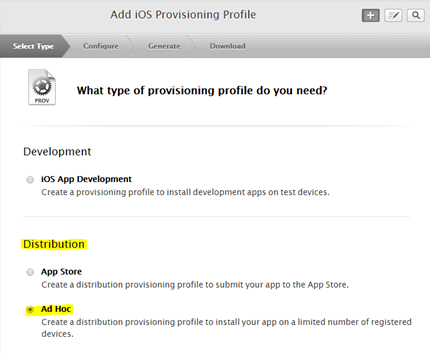 Add iOS Provisioning Profile
Select Type
Configure
Generate
Download
PROV
What type of provisioning profile do you need?
Development
iOS App Development
Create a provisioning profile to install development apps on test devices.
Distribution
App Store
Create a distribution provisioning profile to submit your app to the App Store.
Ad Hoc
Create a distribution provisioning profile to install your app on a limited number of registered
devices.